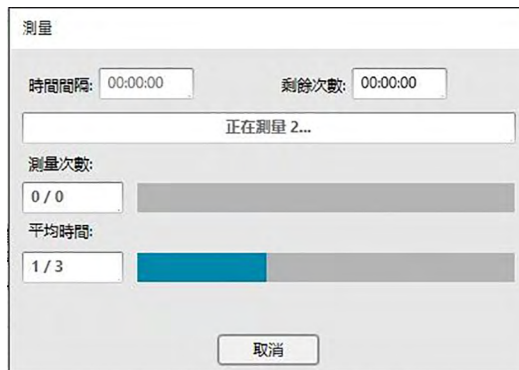 測量
時間間隔: 00:00:00 剩餘次數: 00:00:00
正在測量 2...
測量次數:
0 / 0
平均時間:
1 / 3
取消